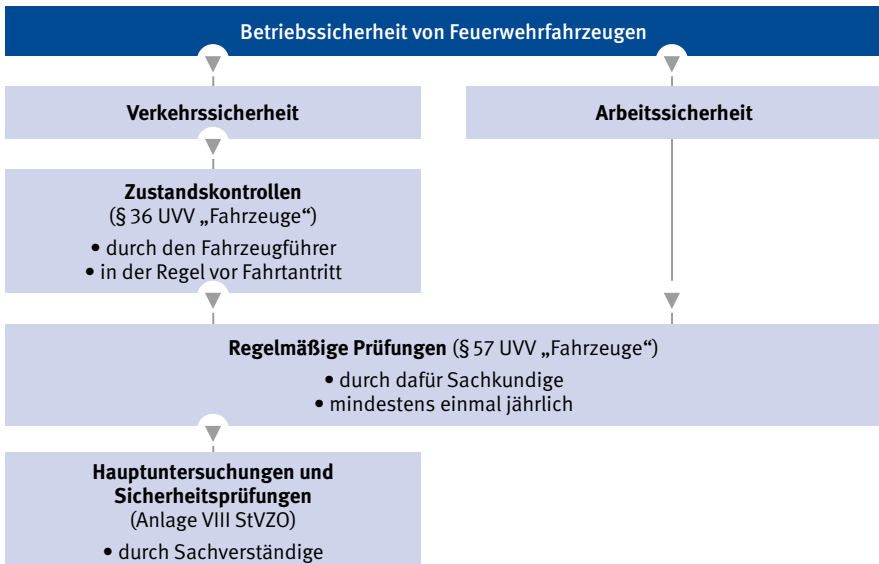 Betriebssicherheit von Feuerwehrfahrzeugen
Verkehrssicherheit
Arbeitssicherheit
Zustandskontrollen
(§ 36 UVV „Fahrzeuge“)
• durch den Fahrzeugführer
• in der Regel vor Fahrtantritt
Regelmäßige Prüfungen (§ 57 UVV „Fahrzeuge“)
• durch dafür Sachkundige
• mindestens einmal jährlich
Hauptuntersuchungen und
Sicherheitsprüfungen
(Anlage VIII StVZO)
• durch Sachverständige